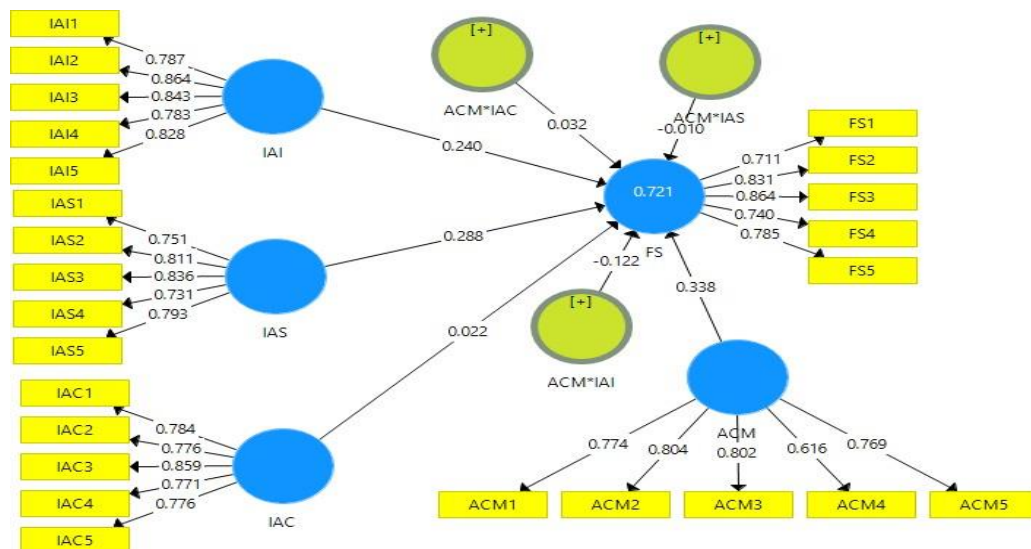 IAI1
IAI2
IAI3
IAI4
IAI5
0.787
0.864
0.843
0.783
0.828
IAI
IAS1
IAS2
IAS3
IAS4
IAS5
0.751
0.811
0.836
0.731
0.793
IAS
IAC1
IAC2
IAC3
IAC4
IAC5
0.784
0.776
0.859
0.771
0.776
IAC
0.240
0.288
0.022
[+]
ACM*IAC
0.032
[+]
ACM*IAS
-0.010
0.721
FS
0.711
0.831
0.864
0.740
0.785
FS1
FS2
FS3
FS4
FS5
-0.122
[+]
ACM*IAI
0.338
ACM
0.774
0.804
0.802
0.616
0.769
ACM1
ACM2
ACM3
ACM4
ACM5